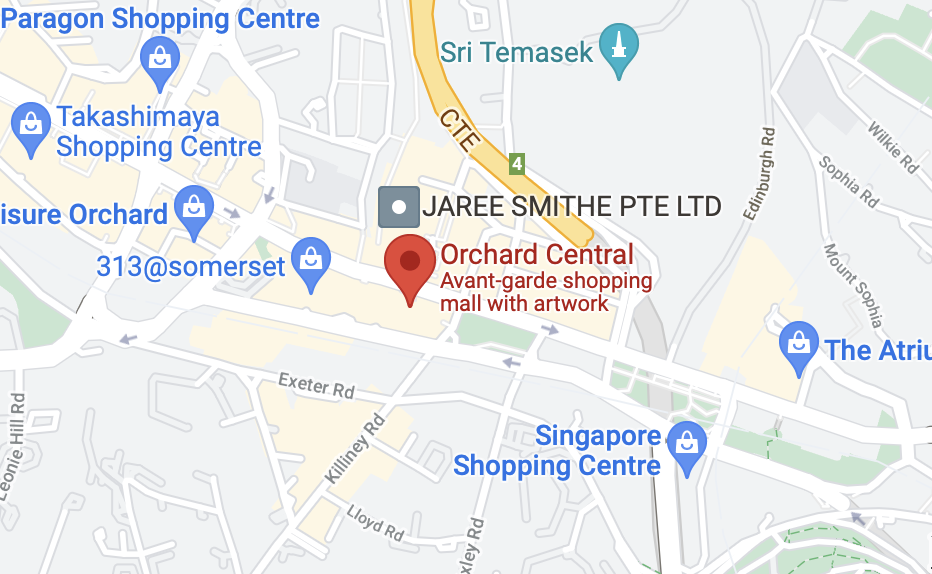 Paragon Shopping Centre
Sri Temasek
Takashimaya
Shopping Centre
CTE
4
Wilkie Rd
Edinburgh Rd
Sophia Rd
isure Orchard
JAREE SMITHE PTE LTD
313@somerset
Orchard Central
Avant-garde shopping
mall with artwork
Mount Sophia
The Atriu
Exeter Rd
Leonie Hill Rd
Killiney Rd
Singapore
Shopping Centre
Lloyd Rd
xley Rd